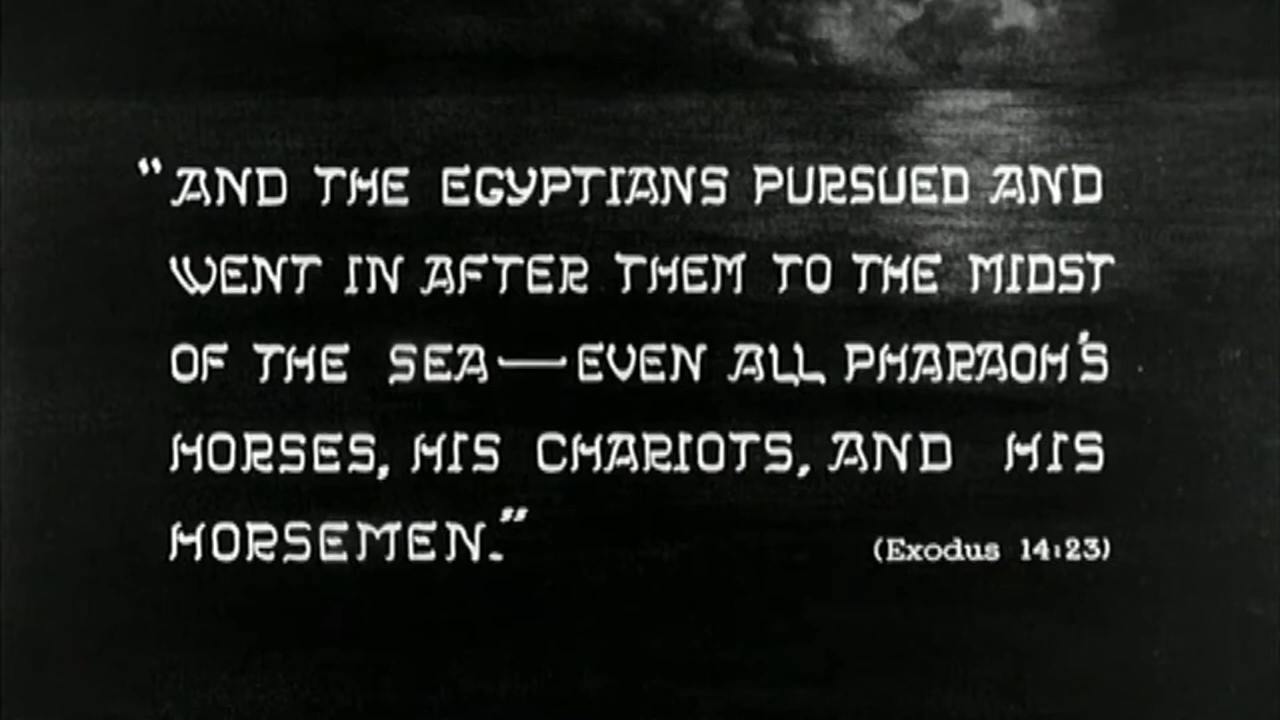 “AND THE EGYPTIANS PURSUED AND
WENT IN AFTER THEM TO THE MIDST
OF THE SEA—EVEN ALL PHARAOH'S
HORSES, HIS CHARIOTS, AND HIS
HORSEMEN.”
(Exodus 14:23)